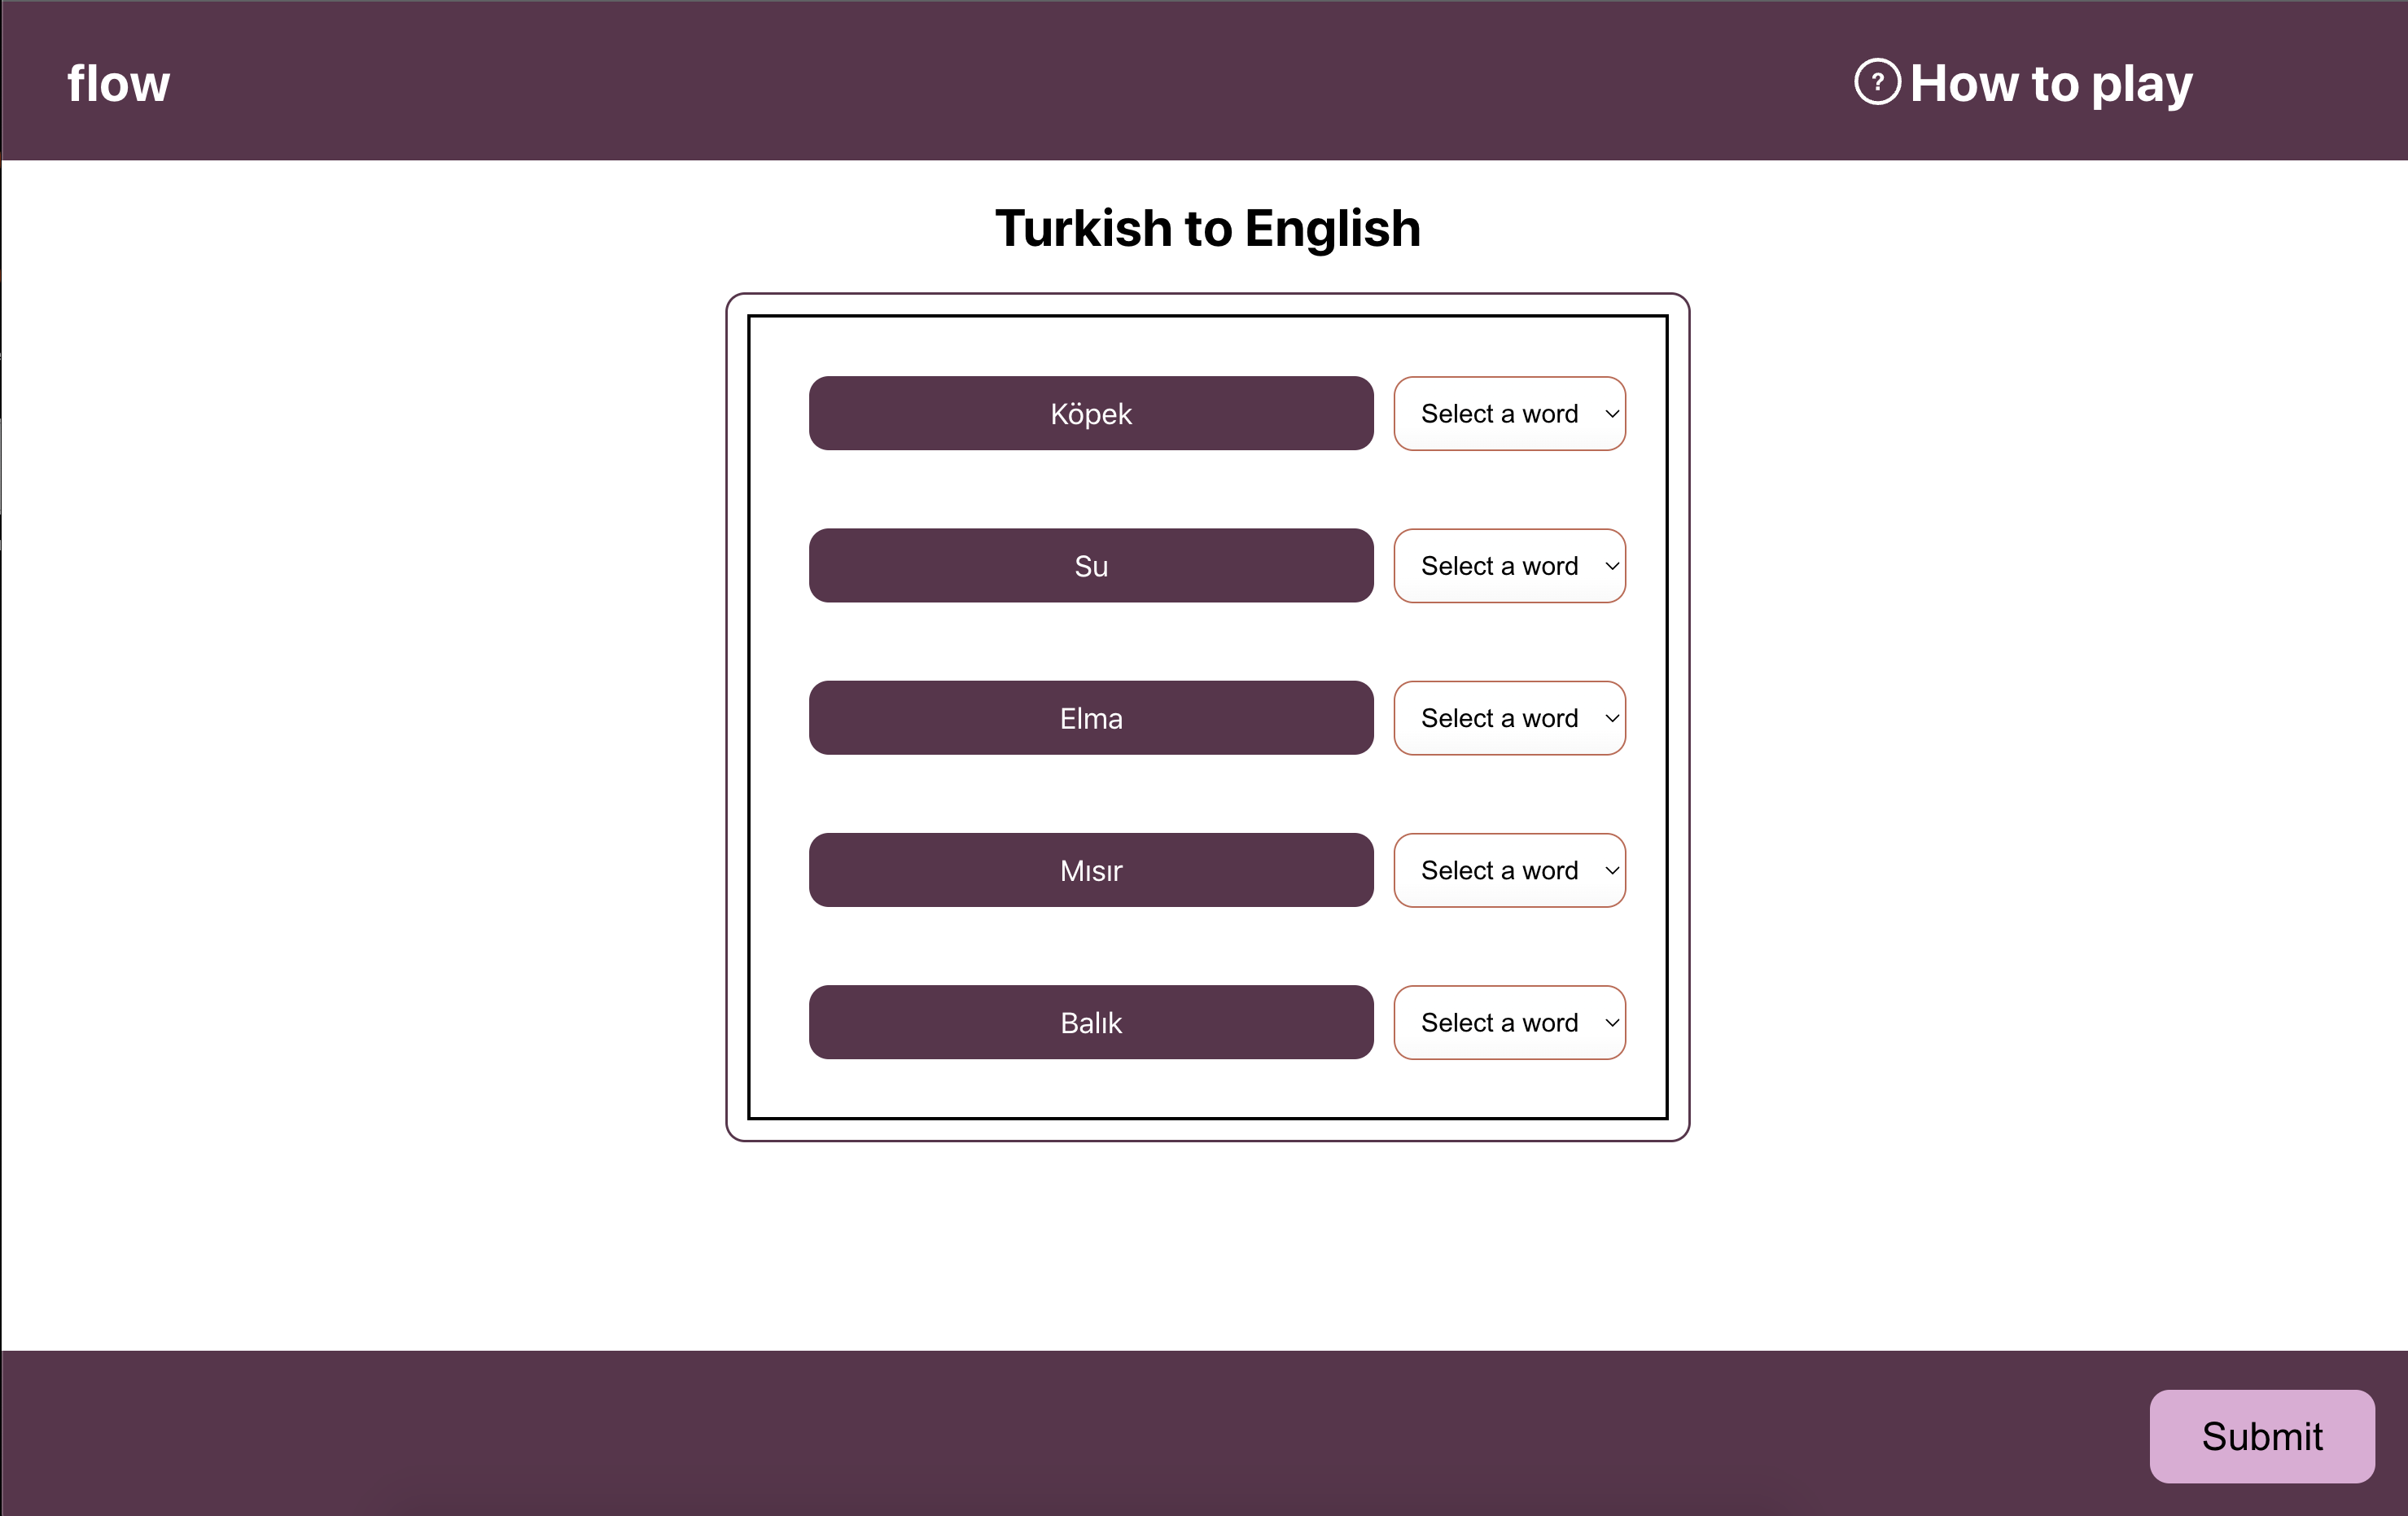 flow
? How to play
Turkish to English
Köpek Select a word
Su Select a word
Elma Select a word
Mısır Select a word
Balık Select a word
Submit